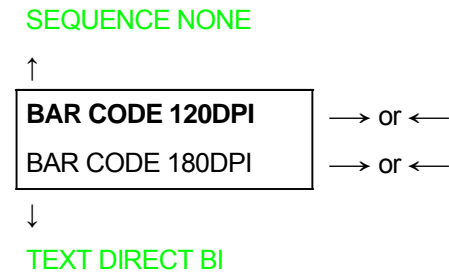 SEQUENCE NONE
↑
BAR CODE 120DPI → or ←
BAR CODE 180DPI → or ←
↓
TEXT DIRECT BI